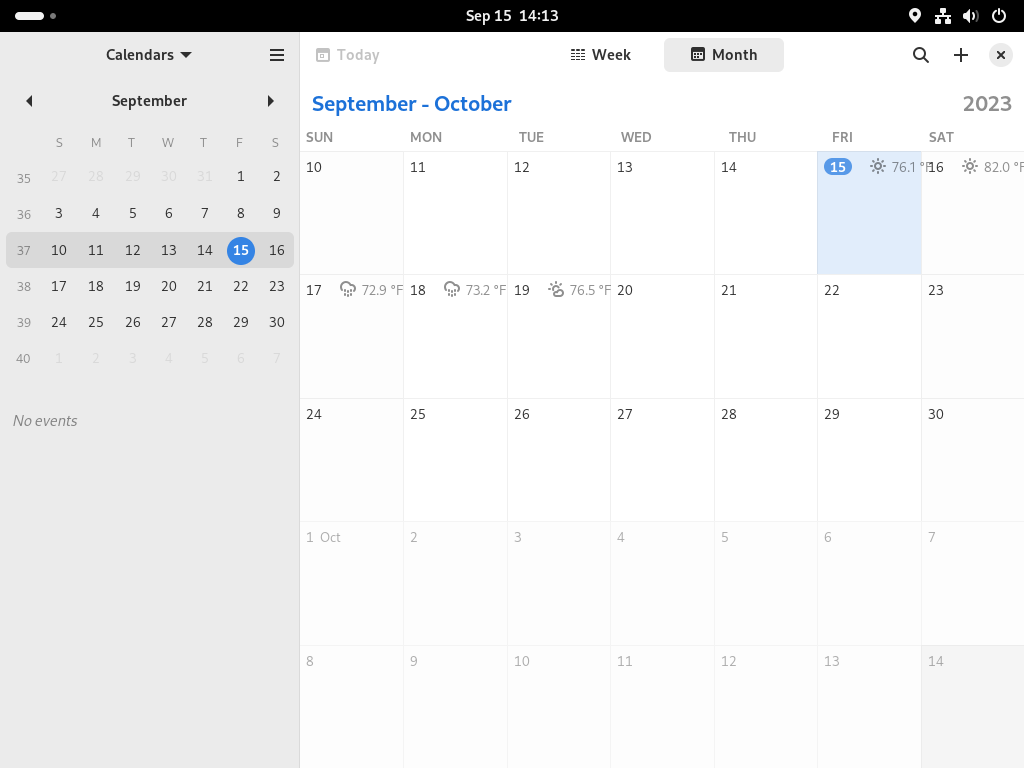 Sep 15 14:13
Calendars
Today
Week
Month
September
September - October
2023
S M T W T F S
35 27 28 29 30 31 1 2
36 3 4 5 6 7 8 9
37 10 11 12 13 14 15 16
38 17 18 19 20 21 22 23
39 24 25 26 27 28 29 30
40 1 2 3 4 5 6 7
No events
SUN MON TUE WED THU FRI SAT
10 11 12 13 14 15 76.1 °F 16 82.0 °F
17 72.9 °F 18 73.2 °F 19 76.5 °F 20 21 22 23
24 25 26 27 28 29 30
1 Oct 2 3 4 5 6 7
8 9 10 11 12 13 14